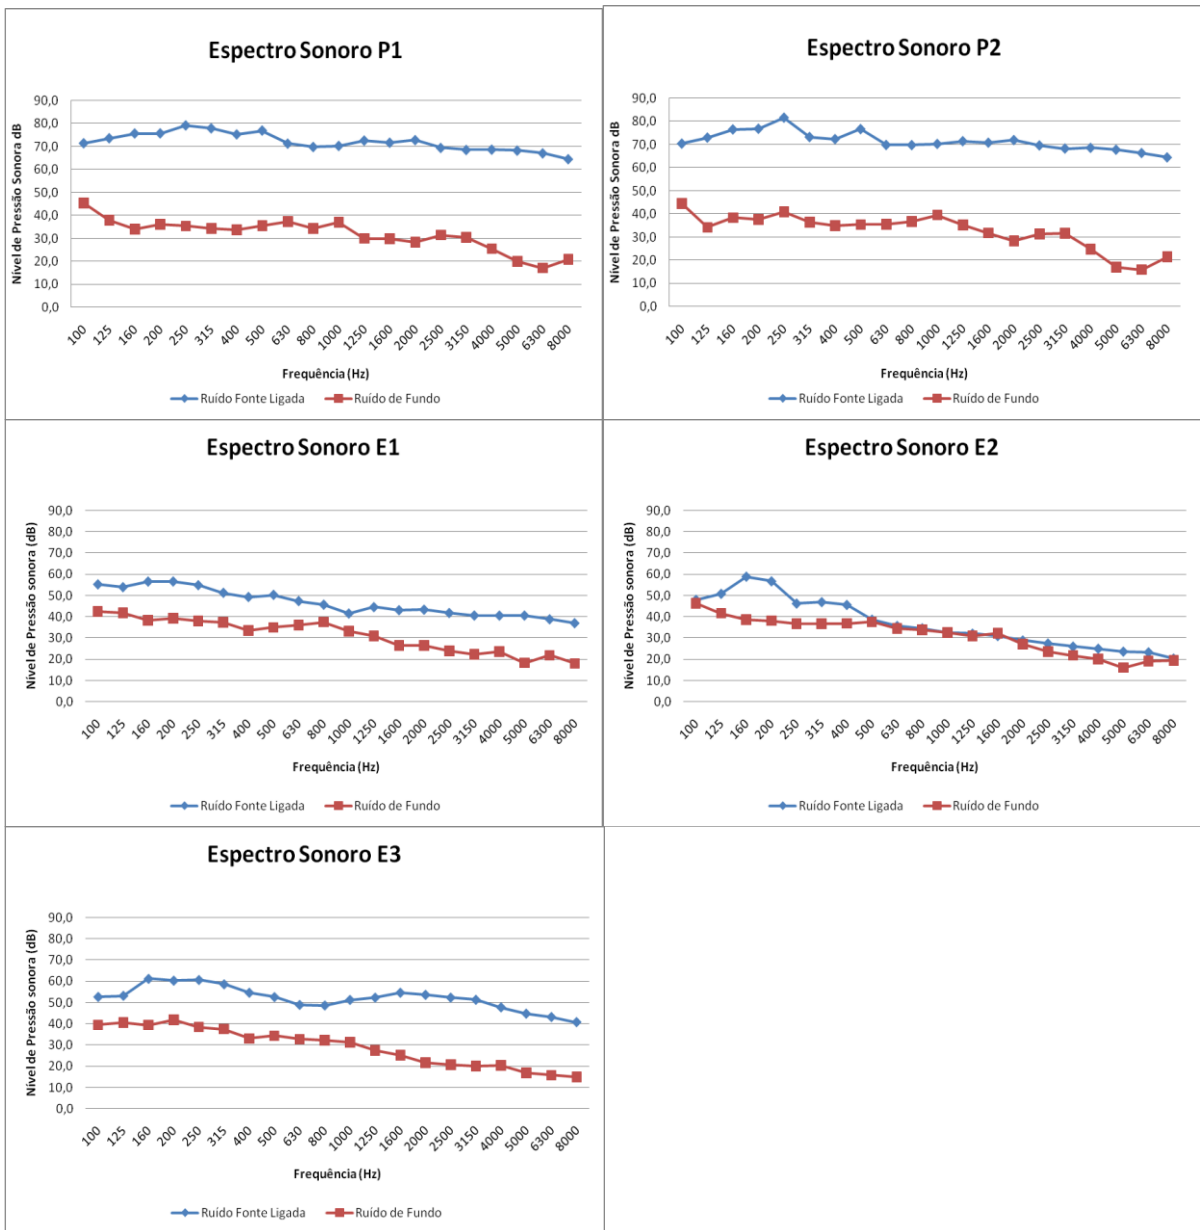 Espectro Sonoro P1
Nível de Pressão Sonora dB
90,0
80,0
70,0
60,0
50,0
40,0
30,0
20,0
10,0
0,0
100 125 160 200 250 315 400 500 630 800 1000 1250 1600 2000 2500 3150 4000 5000 6300 8000
Frequência (Hz)
Ruído Fonte Ligada Ruído de Fundo
Espectro Sonoro P2
Nível de Pressão Sonora dB
90,0
80,0
70,0
60,0
50,0
40,0
30,0
20,0
10,0
0,0
100 125 160 200 250 315 400 500 630 800 1000 1250 1600 2000 2500 3150 4000 5000 6300 8000
Frequência (Hz)
Ruído Fonte Ligada Ruído de Fundo
Espectro Sonoro E1
Nível de Pressão sonora (dB)
90,0
80,0
70,0
60,0
50,0
40,0
30,0
20,0
10,0
0,0
100 125 160 200 250 315 400 500 630 800 1000 1250 1600 2000 2500 3150 4000 5000 6300 8000
Frequência (Hz)
Ruído Fonte Ligada Ruído de Fundo
Espectro Sonoro E2
Nível de Pressão sonora (dB)
90,0
80,0
70,0
60,0
50,0
40,0
30,0
20,0
10,0
0,0
100 125 160 200 250 315 400 500 630 800 1000 1250 1600 2000 2500 3150 4000 5000 6300 8000
Frequência (Hz)
Ruído Fonte Ligada Ruído de Fundo
Espectro Sonoro E3
Nível de Pressão sonora (dB)
90,0
80,0
70,0
60,0
50,0
40,0
30,0
20,0
10,0
0,0
100 125 160 200 250 315 400 500 630 800 1000 1250 1600 2000 2500 3150 4000 5000 6300 8000
Frequência (Hz)
Ruído Fonte Ligada Ruído de Fundo